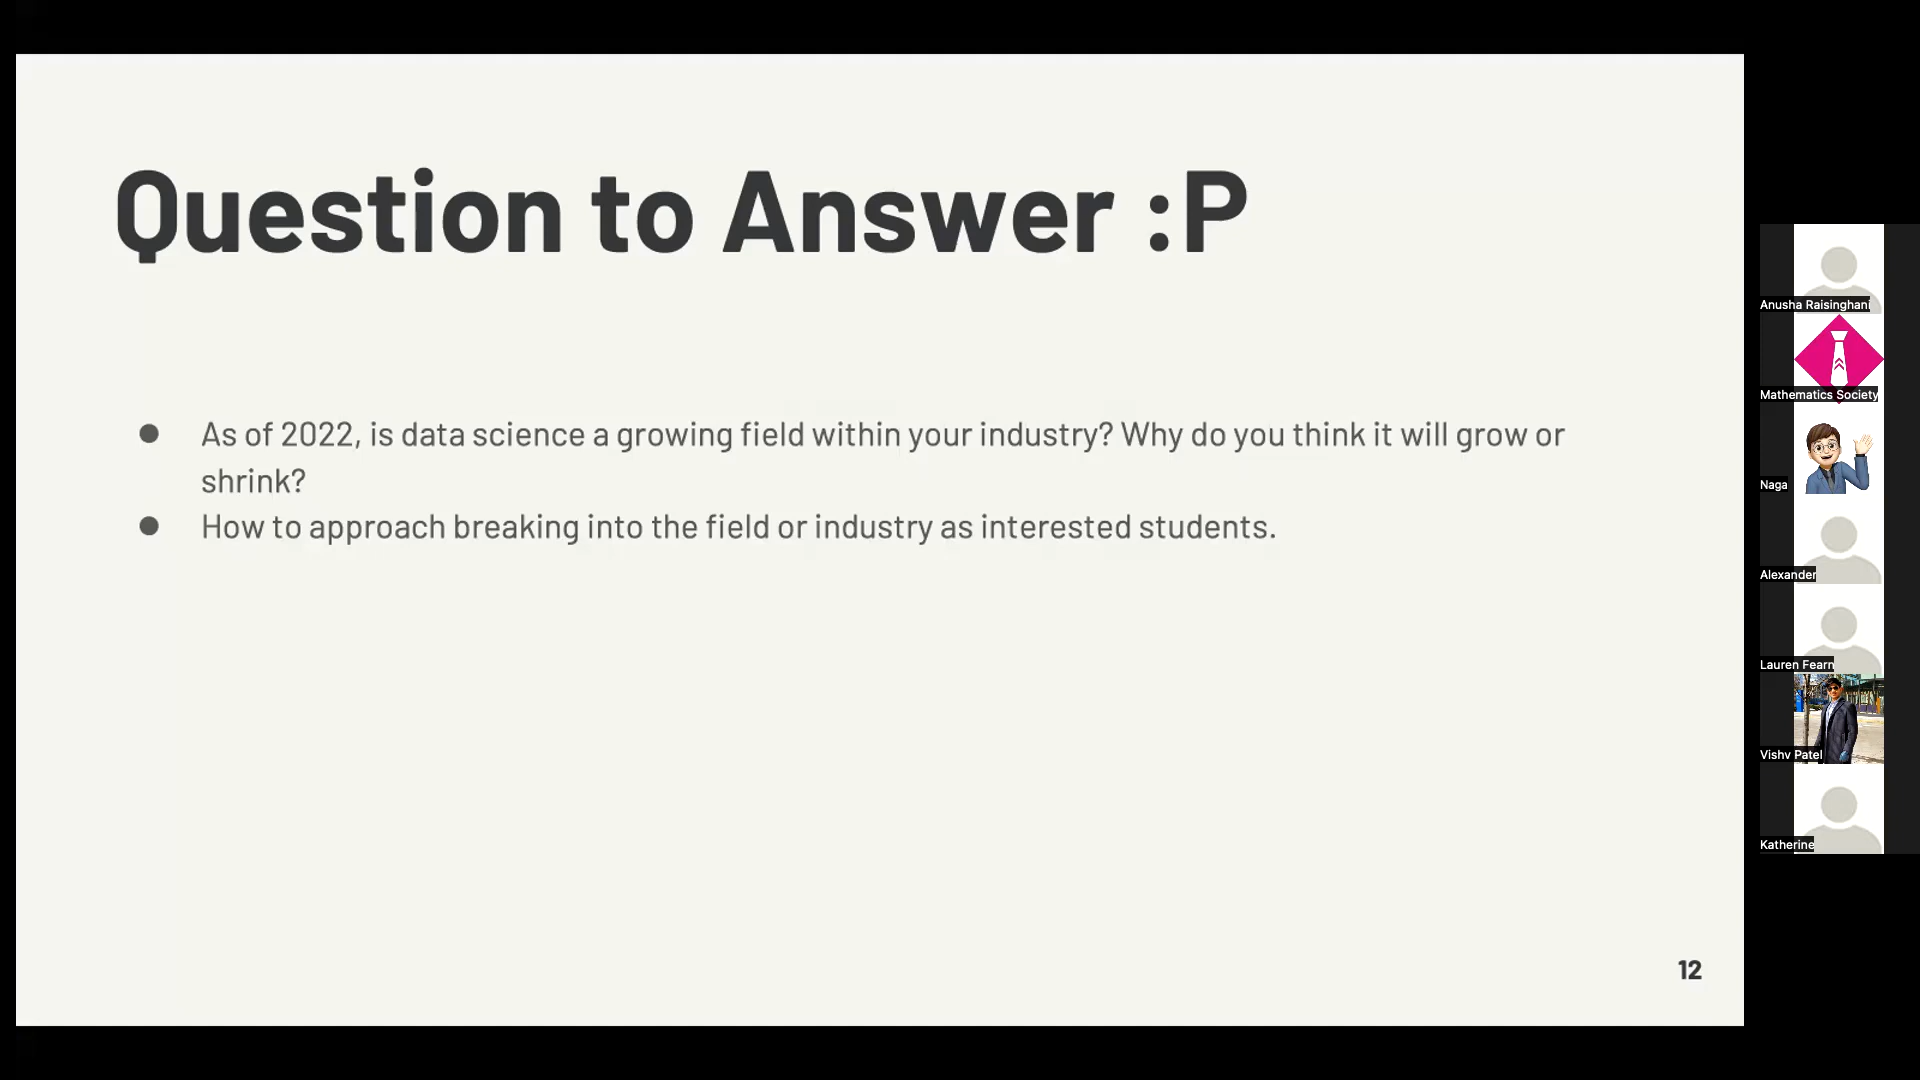 Question to Answer :P
● As of 2022, is data science a growing field within your industry? Why do you think it will grow or
shrink?
● How to approach breaking into the field or industry as interested students.
12
Anusha Raisinghani
Mathematics Society
Naga
Alexander
Lauren Fearn
Vishv Patel
Katherine